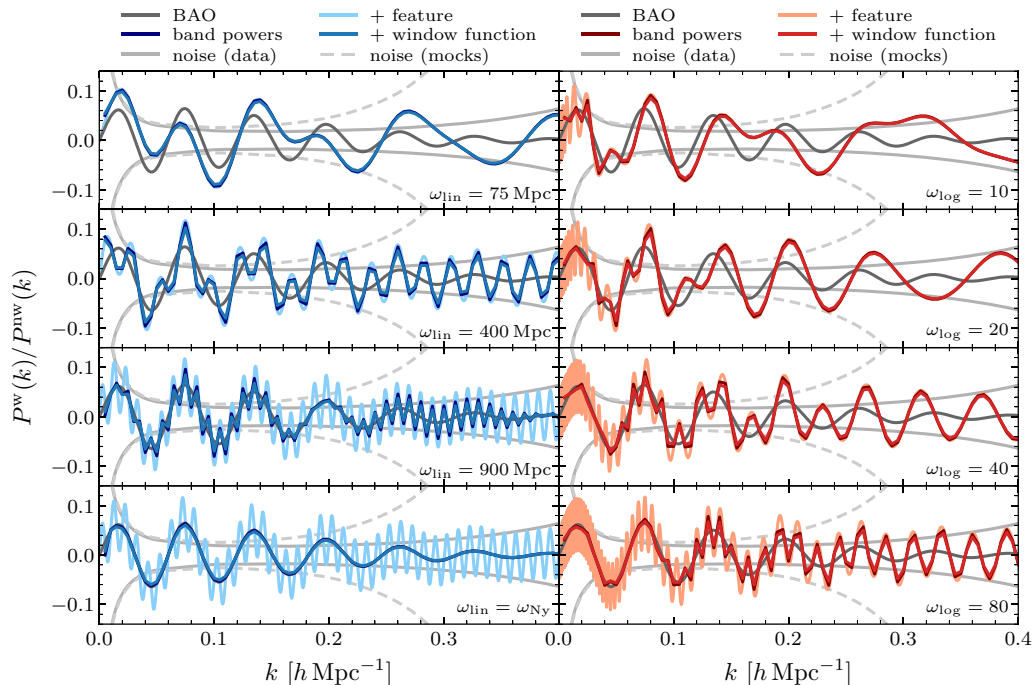 BAO
+ feature
band powers
+ window function
noise (data)
noise (mocks)
BAO
+ feature
band powers
+ window function
noise (data)
noise (mocks)
P^w(k)/P^nw(k)
0.1
0.0
−0.1
ω_lin = 75 Mpc
ω_log = 10
0.1
0.0
−0.1
ω_lin = 400 Mpc
ω_log = 20
0.1
0.0
−0.1
ω_lin = 900 Mpc
ω_log = 40
0.1
0.0
−0.1
ω_lin = ω_Ny
ω_log = 80
0.0 0.1 0.2 0.3 0.0 0.1 0.2 0.3 0.4
k [h Mpc^−1]
k [h Mpc^−1]